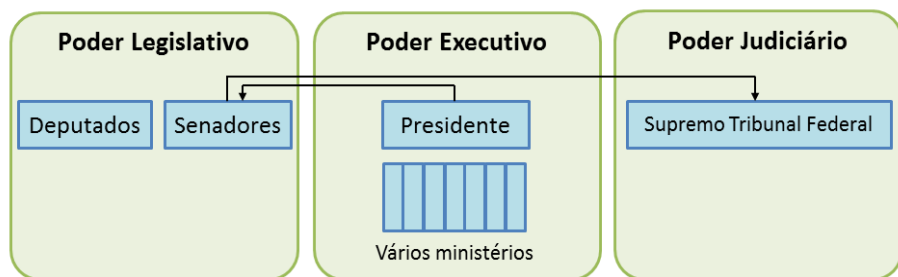 Poder Legislativo
Poder Executivo
Poder Judiciário
Deputados
Senadores
Presidente
Supremo Tribunal Federal
Vários ministérios